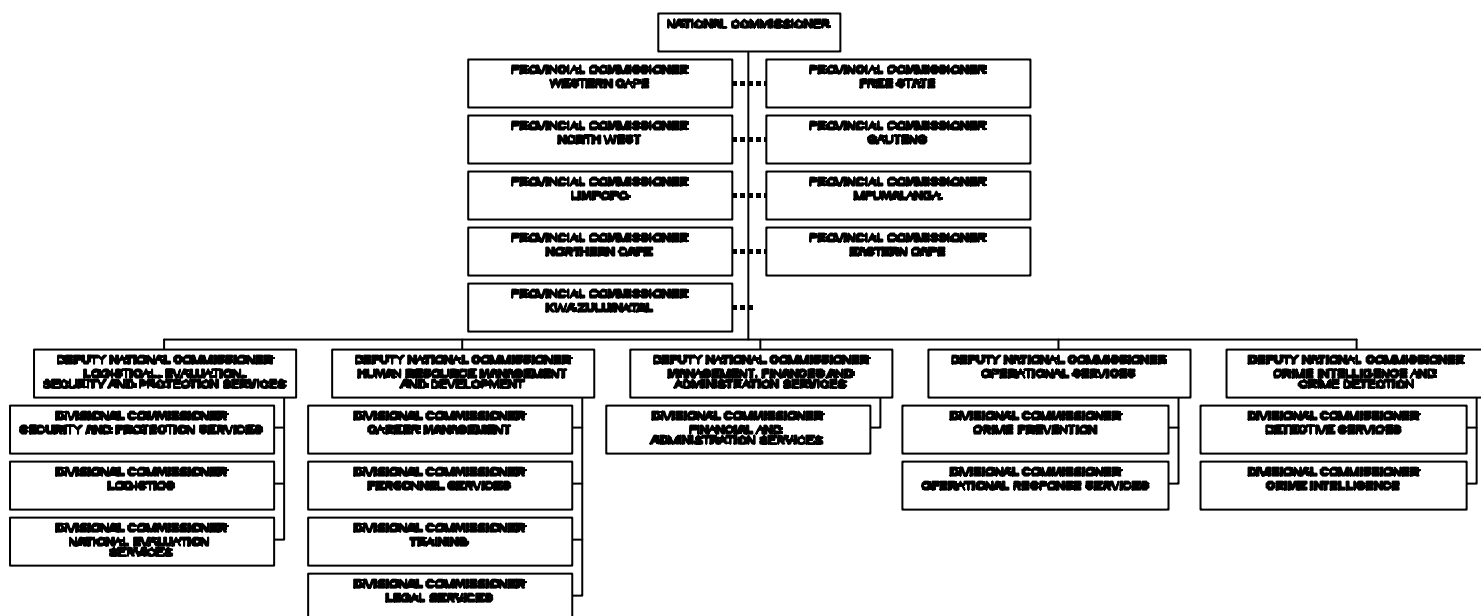 NATIONAL COMMISSIONER
PROVINCIAL COMMISSIONER
WESTERN CAPE
PROVINCIAL COMMISSIONER
FREE STATE
PROVINCIAL COMMISSIONER
NORTH WEST
PROVINCIAL COMMISSIONER
GAUTENG
PROVINCIAL COMMISSIONER
LIMPOPO
PROVINCIAL COMMISSIONER
MPUMALANGA
PROVINCIAL COMMISSIONER
NORTHERN CAPE
PROVINCIAL COMMISSIONER
EASTERN CAPE
PROVINCIAL COMMISSIONER
KWAZULU/NATAL
DEPUTY NATIONAL COMMISSIONER
LOGISTICAL, EVALUATION,
SECURITY AND PROTECTION SERVICES
DIVISIONAL COMMISSIONER
SECURITY AND PROTECTION SERVICES
DIVISIONAL COMMISSIONER
LOGISTICS
DIVISIONAL COMMISSIONER
NATIONAL EVALUATION
SERVICES
DEPUTY NATIONAL COMMISSIONER
HUMAN RESOURCE MANAGEMENT
AND DEVELOPMENT
DIVISIONAL COMMISSIONER
CAREER MANAGEMENT
DIVISIONAL COMMISSIONER
PERSONNEL SERVICES
DIVISIONAL COMMISSIONER
TRAINING
DIVISIONAL COMMISSIONER
LEGAL SERVICES
DEPUTY NATIONAL COMMISSIONER
MANAGEMENT, FINANCES AND
ADMINISTRATION SERVICES
DIVISIONAL COMMISSIONER
FINANCIAL AND
ADMINISTRATION SERVICES
DEPUTY NATIONAL COMMISSIONER
OPERATIONAL SERVICES
DIVISIONAL COMMISSIONER
CRIME PREVENTION
DIVISIONAL COMMISSIONER
OPERATIONAL RESPONSE SERVICES
DEPUTY NATIONAL COMMISSIONER
CRIME INTELLIGENCE AND
CRIME DETECTION
DIVISIONAL COMMISSIONER
DETECTIVE SERVICES
DIVISIONAL COMMISSIONER
CRIME INTELLIGENCE